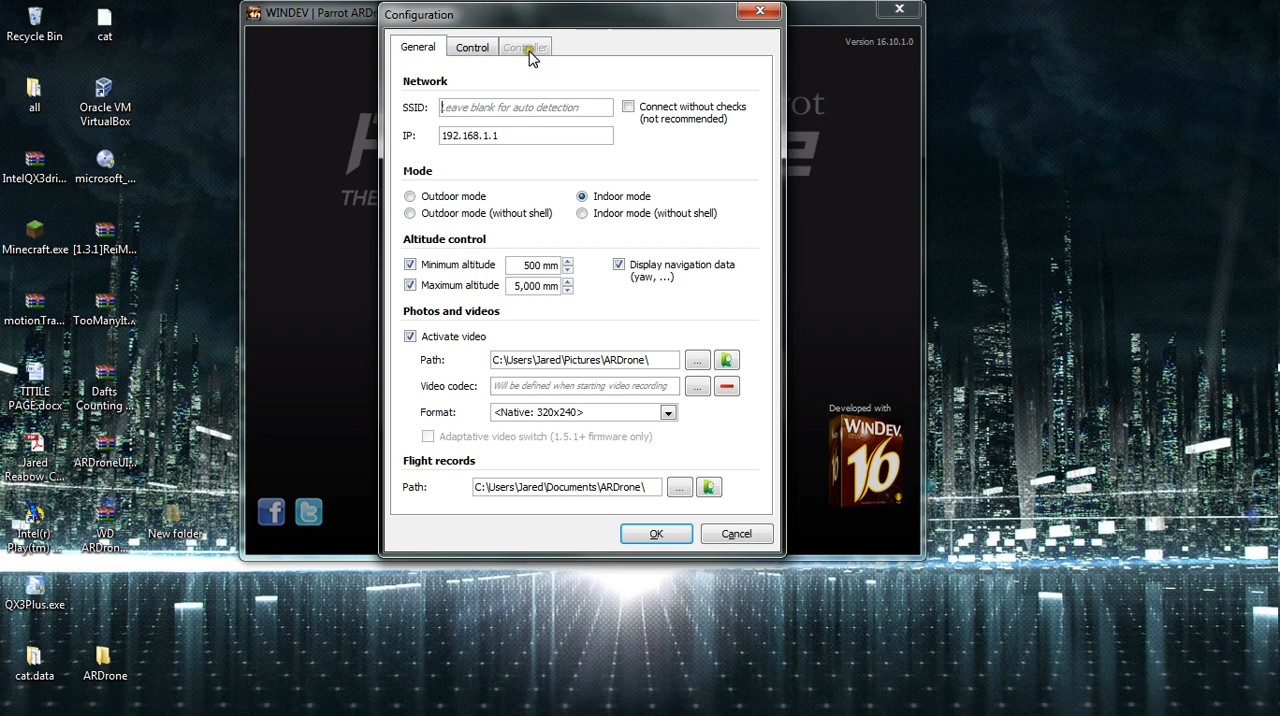 Recycle Bin
cat
all
Oracle VM
VirtualBox
IntelQX3dri...
microsoft_...
Minecraft.exe
[1.3.1]ReiM...
motionTra...
TooManyIt...
TITILE
PAGE.docx
Dafts
Counting ...
Jared
Reabow C...
ARDroneUI...
Intel(r)
Play(tm)...
WD
ARDron...
New folder
QX3Plus.exe
cat.data
ARDrone
WINDEV | Parrot ARDr
Version 16.10.1.0
THE
rot
Developed with
WINDEV
16
Configuration
General
Control
Controller
Network
SSID:
Leave blank for auto detection
Connect without checks
(not recommended)
IP:
192.168.1.1
Mode
Outdoor mode
Indoor mode
Outdoor mode (without shell)
Indoor mode (without shell)
Altitude control
Minimum altitude
500 mm
Display navigation data
(yaw, ...)
Maximum altitude
5,000 mm
Photos and videos
Activate video
Path:
C:\Users\Jared\Pictures\ARDrone\
...
Video codec:
Will be defined when starting video recording
...
Format:
<Native: 320x240>
Adaptative video switch (1.5.1+ firmware only)
Flight records
Path:
C:\Users\Jared\Documents\ARDrone\
...
OK
Cancel